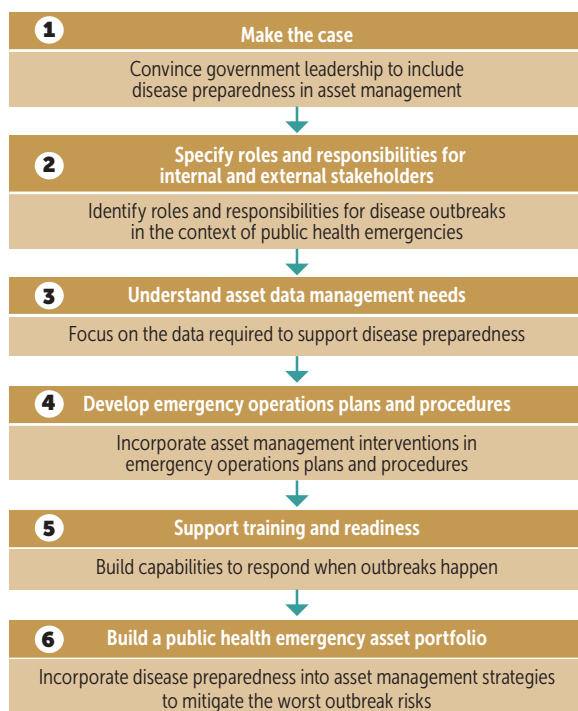 1 Make the case
Convince government leadership to include
disease preparedness in asset management
2 Specify roles and responsibilities for
internal and external stakeholders
Identify roles and responsibilities for disease outbreaks
in the context of public health emergencies
3 Understand asset data management needs
Focus on the data required to support disease preparedness
4 Develop emergency operations plans and procedures
Incorporate asset management interventions in
emergency operations plans and procedures
5 Support training and readiness
Build capabilities to respond when outbreaks happen
6 Build a public health emergency asset portfolio
Incorporate disease preparedness into asset management strategies
to mitigate the worst outbreak risks